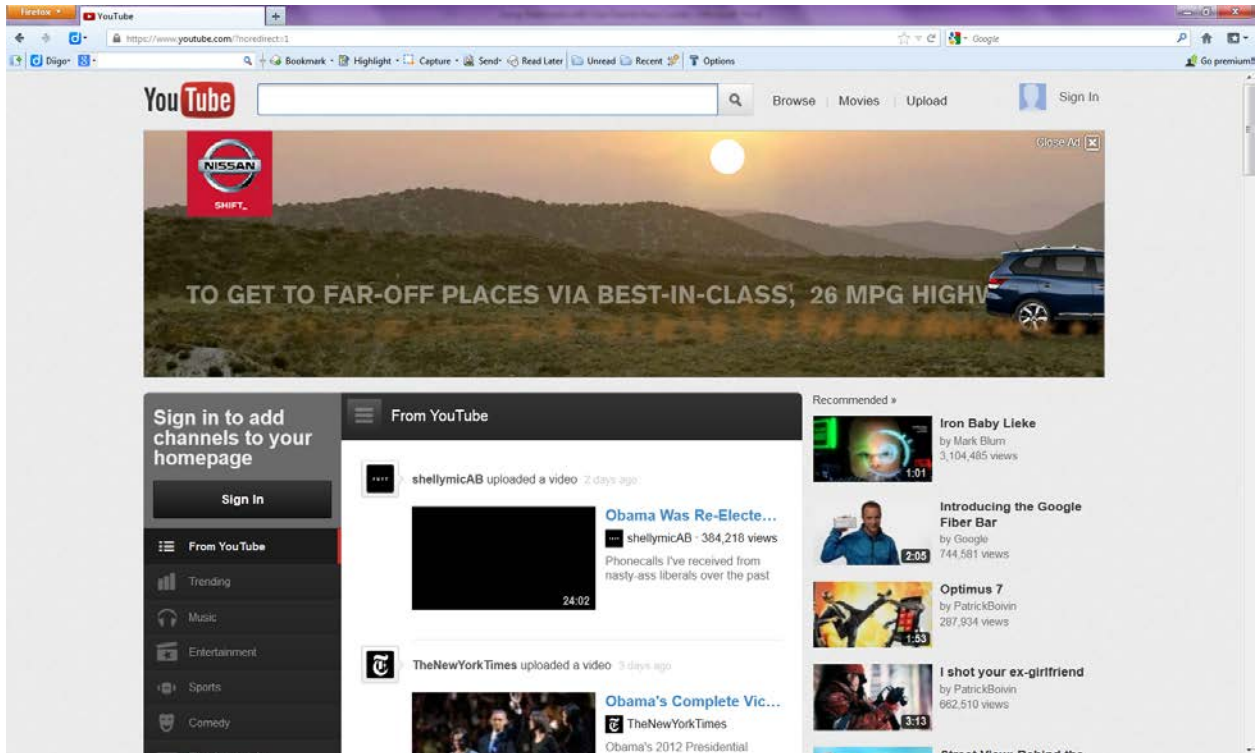 Firefox
YouTube
https://www.youtube.com/?noredirect=1
Google
Diigo
Bookmark
Highlight
Capture
Send
Read Later
Unread
Recent
Options
Go premium!
YouTube
Browse
Movies
Upload
Sign In
NISSAN
SHIFT_
Close Ad
TO GET TO FAR-OFF PLACES VIA BEST-IN-CLASS, 26 MPG
Sign in to add
channels to your
homepage
Sign In
From YouTube
Trending
Music
Entertainment
Sports
Comedy
From YouTube
shellymicAB uploaded a video 2 days ago
24:02
Obama Was Re-Electe...
shellymicAB · 384,218 views
Phonecalls I've received from
nasty-ass liberals over the past
TheNewYorkTimes uploaded a video 3 days ago
Obama's Complete Vic...
TheNewYorkTimes
Obama's 2012 Presidential
Recommended »
1:01
Iron Baby Lieke
by Mark Blum
3,104,485 views
2:05
Introducing the Google
Fiber Bar
by Google
744,581 views
1:53
Optimus 7
by PatrickBoivin
287,934 views
3:13
I shot your ex-girlfriend
by PatrickBoivin
662,510 views